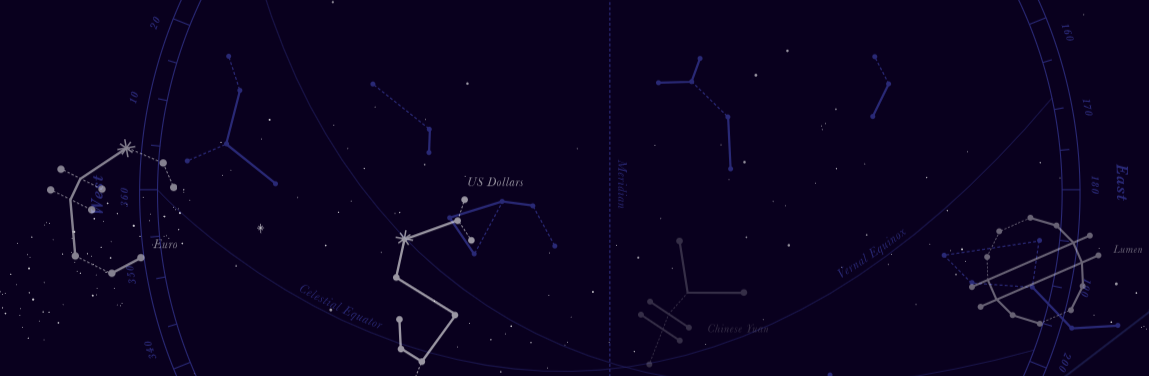 20
160
10
170
US Dollars
Meridian
East
West
360
180
Euro
Vernal Equinox
Lumen
350
Celestial Equator
Chinese Yuan
340
200